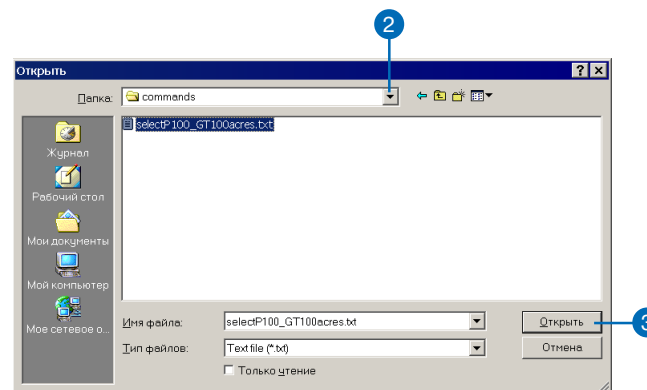 2
Открыть
Папка:
commands
selectP100_GT100acres.txt
Журнал
Рабочий стол
Мои документы
Мой компьютер
Мое сетевое о...
Имя файла:
selectP100_GT100acres.txt
Открыть
3
Тип файлов:
Text file (*.txt)
Отмена
Только чтение